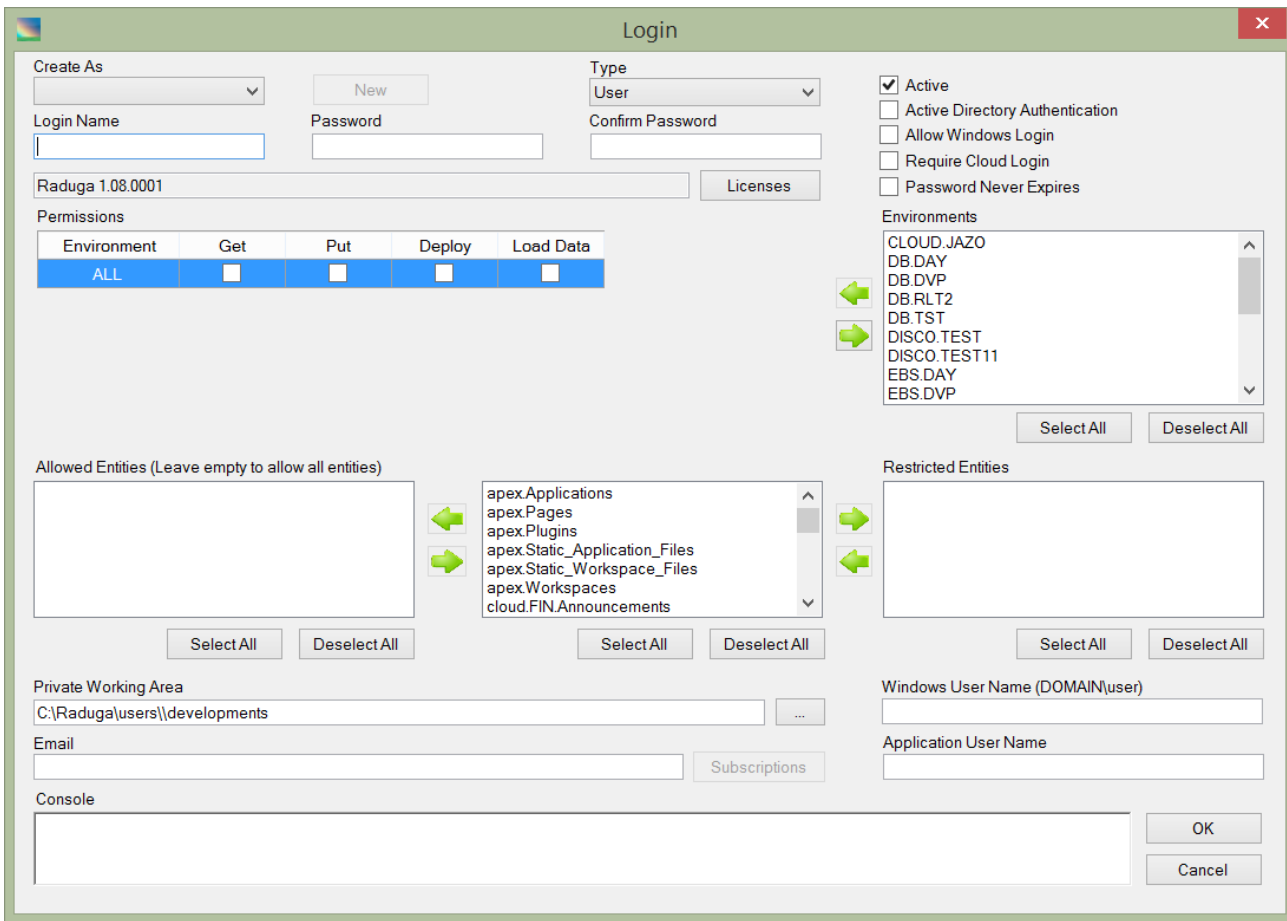 Login
Create As
New
Type
User
Active
Active Directory Authentication
Allow Windows Login
Require Cloud Login
Password Never Expires
Login Name
Password
Confirm Password
Raduga 1.08.0001
Licenses
Permissions
Environment Get Put Deploy Load Data
ALL
Environments
CLOUD.JAZO
DB.DAY
DB.DVP
DB.RLT2
DB.TST
DISCO.TEST
DISCO.TEST11
EBS.DAY
EBS.DVP
Select All Deselect All
Allowed Entities (Leave empty to allow all entities)
apex.Applications
apex.Pages
apex.Plugins
apex.Static_Application_Files
apex.Static_Workspace_Files
apex.Workspaces
cloud.FIN.Announcements
Restricted Entities
Select All Deselect All
Select All Deselect All
Select All Deselect All
Private Working Area
C:\Raduga\users\\developments
...
Windows User Name (DOMAIN\user)
Email
Subscriptions
Application User Name
Console
OK
Cancel